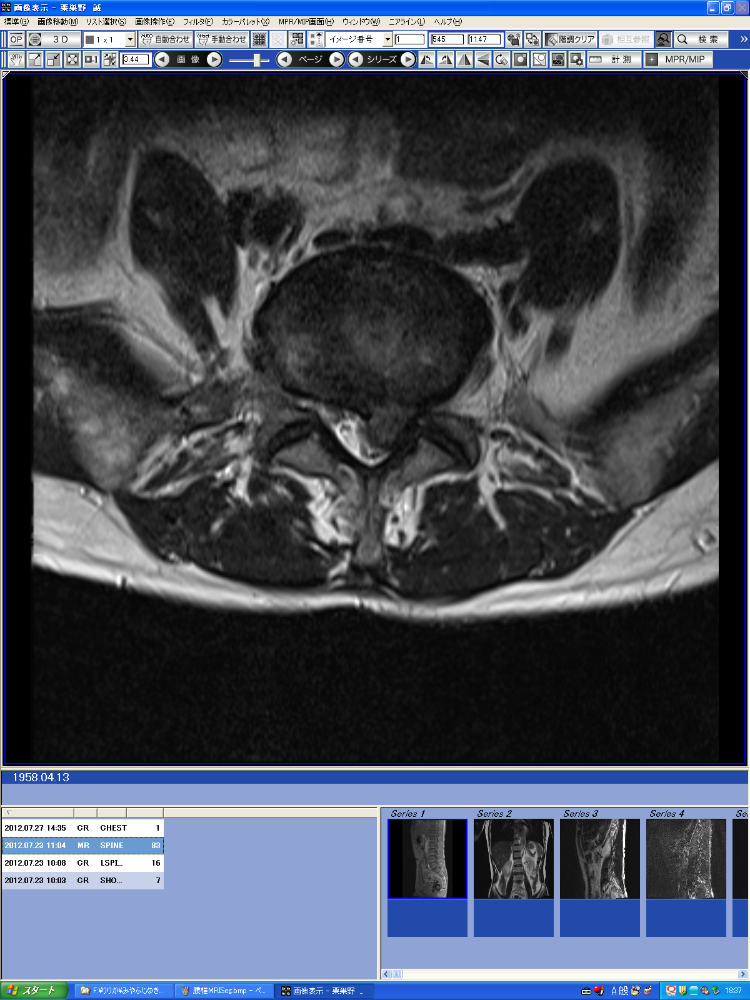 画像表示 - 栗巣野 誠
標準(G) 画像移動(M) リスト選択(S) 画像操作(E) フィルタ(F) カラーパレット(X) MPR/MIP画面(H) ウィンドウ(W) ニアライン(L) ヘルプ(H)
OP 3 D 1 x 1 AUTO 自動合わせ offset 手動合わせ イメージ番号 1 545 1147 階調クリア 相互参照 検 索
3.44 画 像 ページ シリーズ 計 測 MPR/MIP
1958.04.13
2012.07.27 14:35 CR CHEST 1
2012.07.23 11:04 MR SPINE 83
2012.07.23 10:08 CR LSPI... 16
2012.07.23 10:03 CR SHO... 7
Series 1 Series 2 Series 3 Series 4
スタート F:¥りりか¥みやふじゆき... 腰椎MRISeg.bmp - ペ... 画像表示 - 栗巣野 ... A 般 18:37